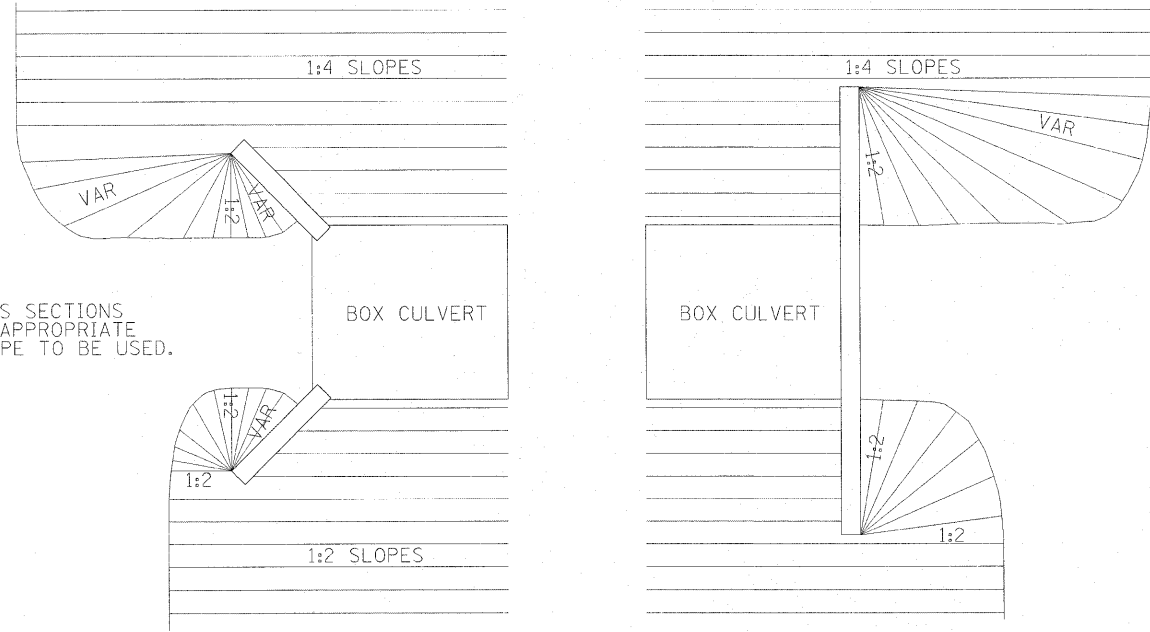 1:4 SLOPES
VAR
1:2
VAR
BOX CULVERT
S SECTIONS
APPROPRIATE
PE TO BE USED.
1:2
VAR
1:2
1:2 SLOPES
1:4 SLOPES
VAR
1:2
BOX CULVERT
1:2
1:2